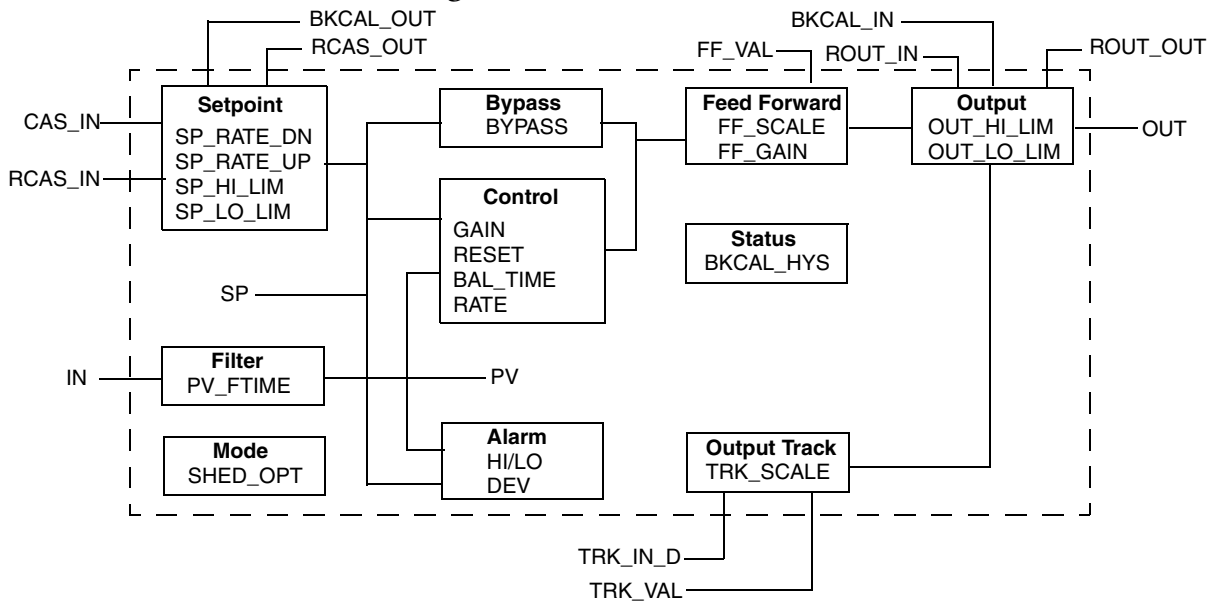 BKCAL_OUT
RCAS_OUT
BKCAL_IN
FF_VAL
ROUT_IN
ROUT_OUT
CAS_IN
RCAS_IN
Setpoint
SP_RATE_DN
SP_RATE_UP
SP_HI_LIM
SP_LO_LIM
Bypass
BYPASS
Feed Forward
FF_SCALE
FF_GAIN
Output
OUT_HI_LIM
OUT_LO_LIM
OUT
Control
GAIN
RESET
BAL_TIME
RATE
Status
BKCAL_HYS
SP
IN
Filter
PV_FTIME
PV
Mode
SHED_OPT
Alarm
HI/LO
DEV
Output Track
TRK_SCALE
TRK_IN_D
TRK_VAL